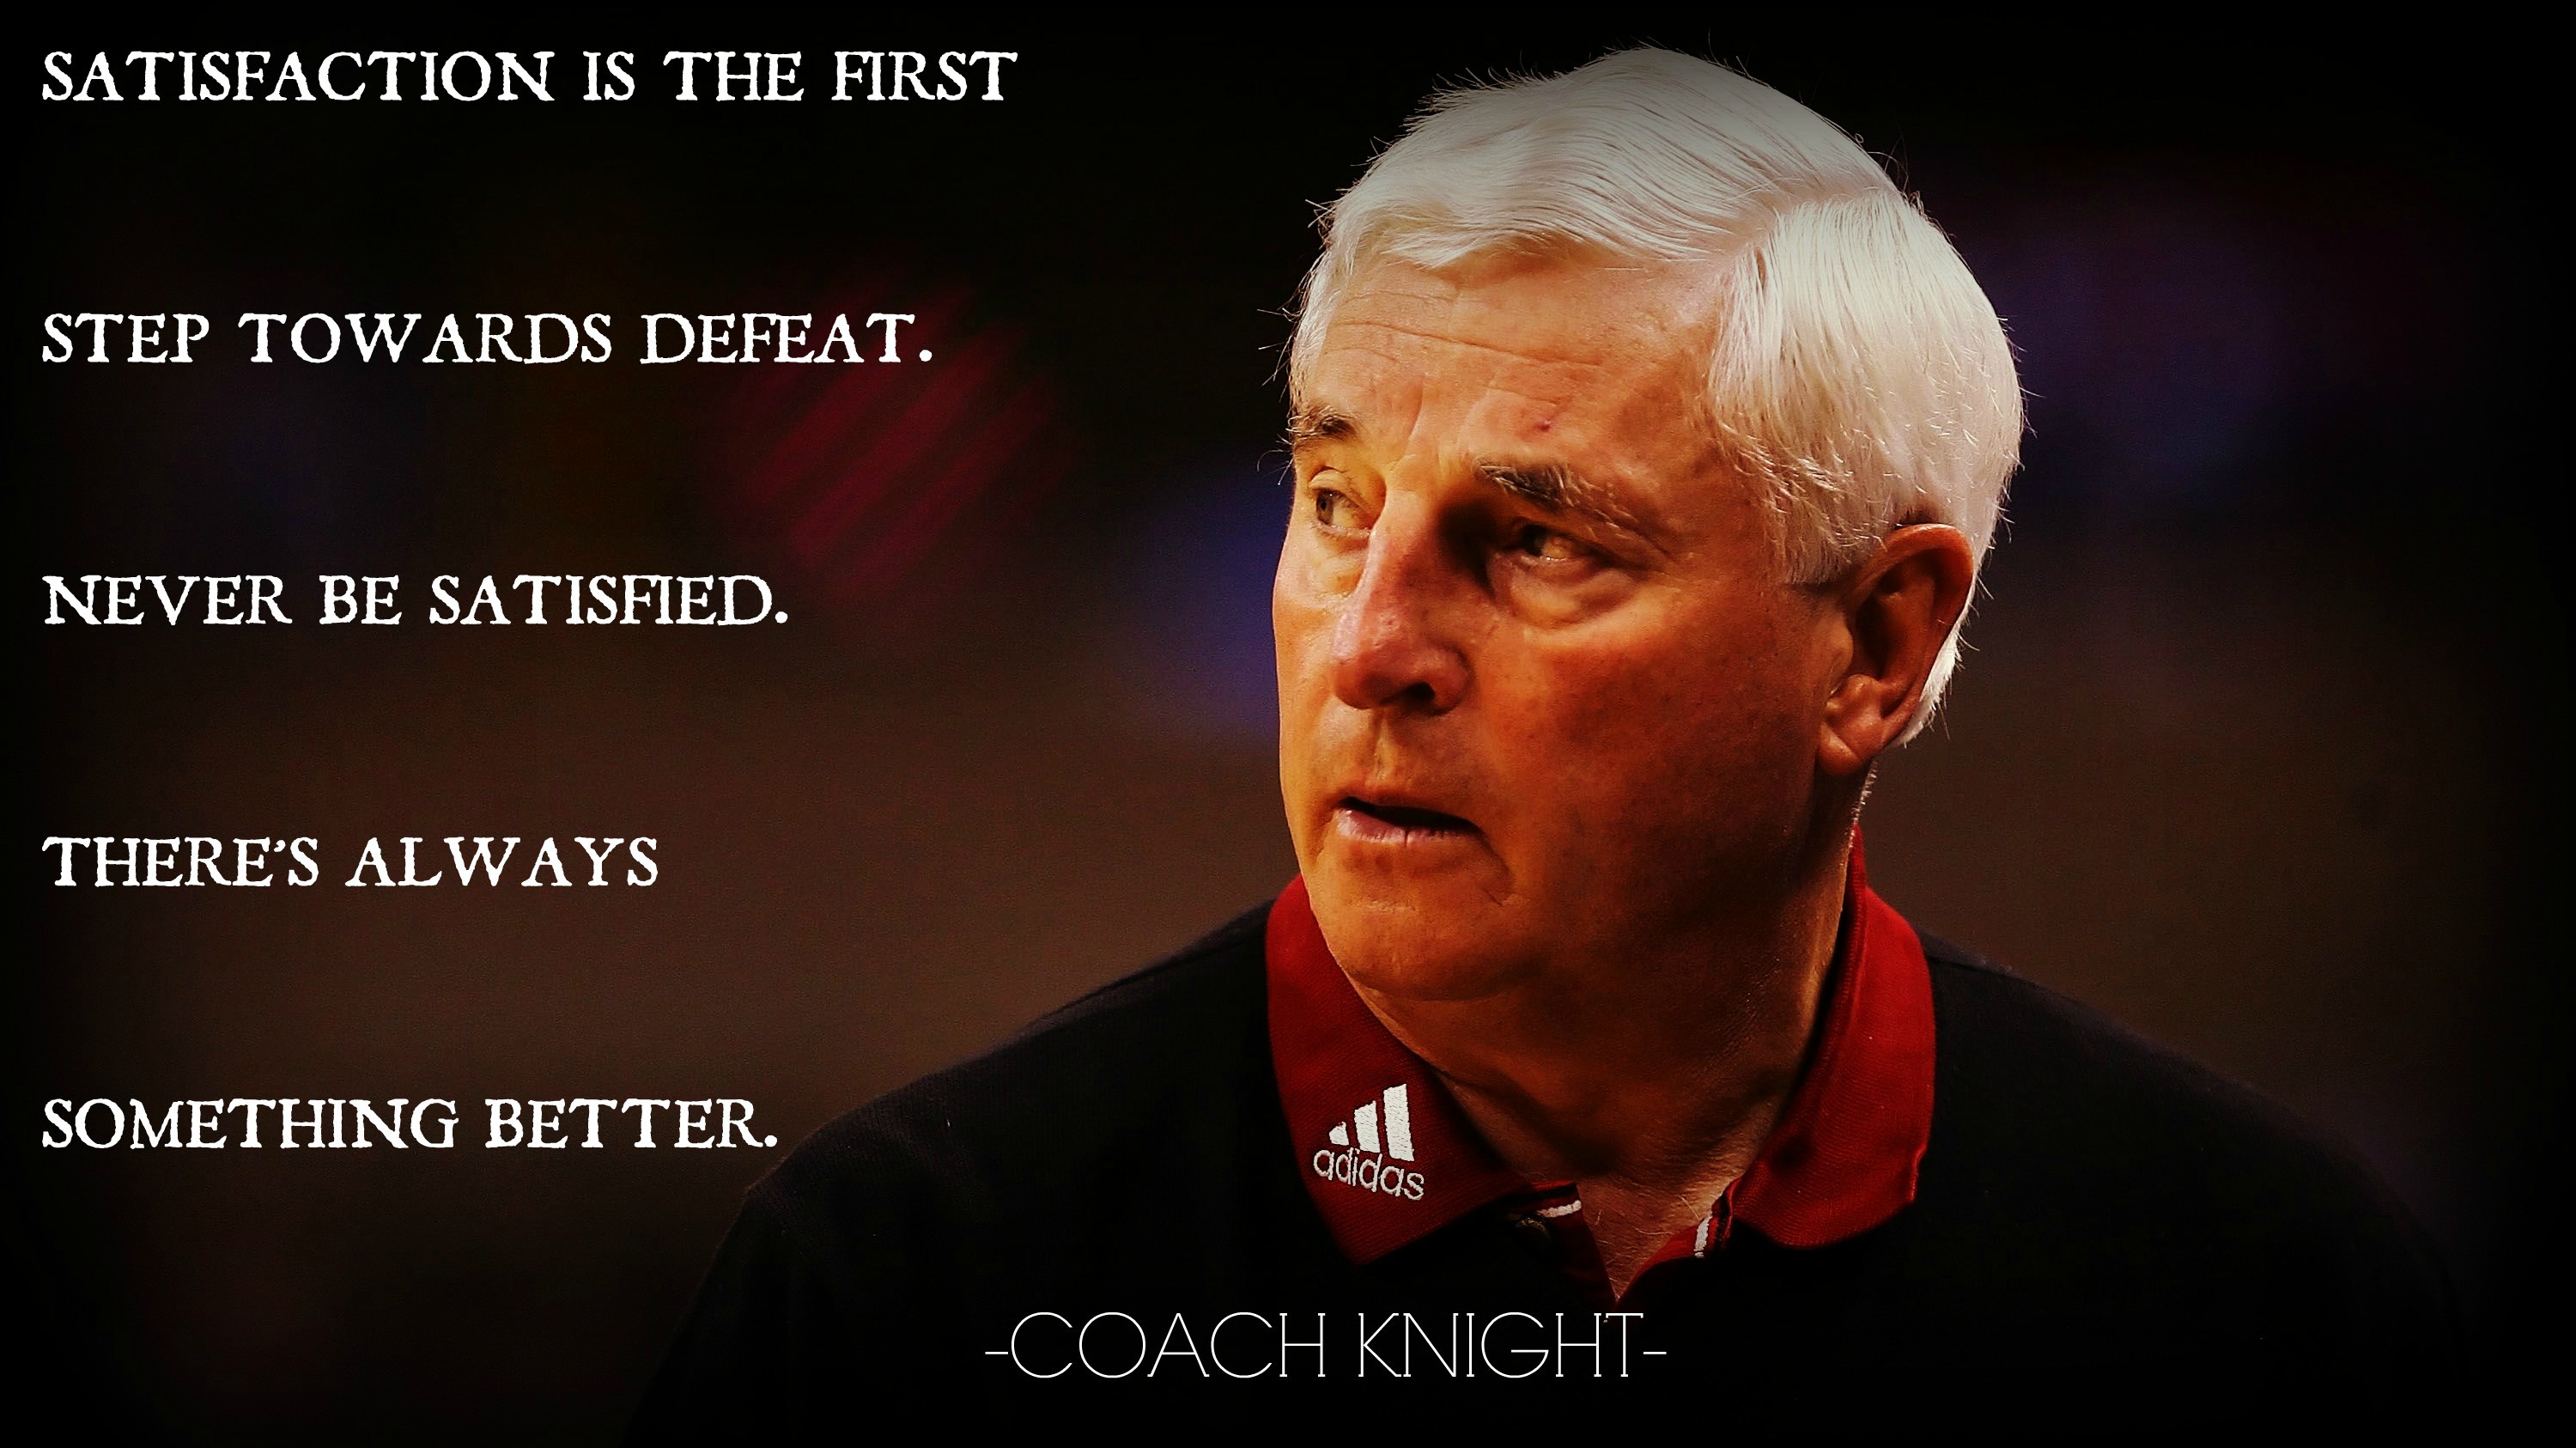 SATISFACTION IS THE FIRST
STEP TOWARDS DEFEAT.
NEVER BE SATISFIED.
THERE'S ALWAYS
SOMETHING BETTER.
adidas
-COACH KNIGHT-